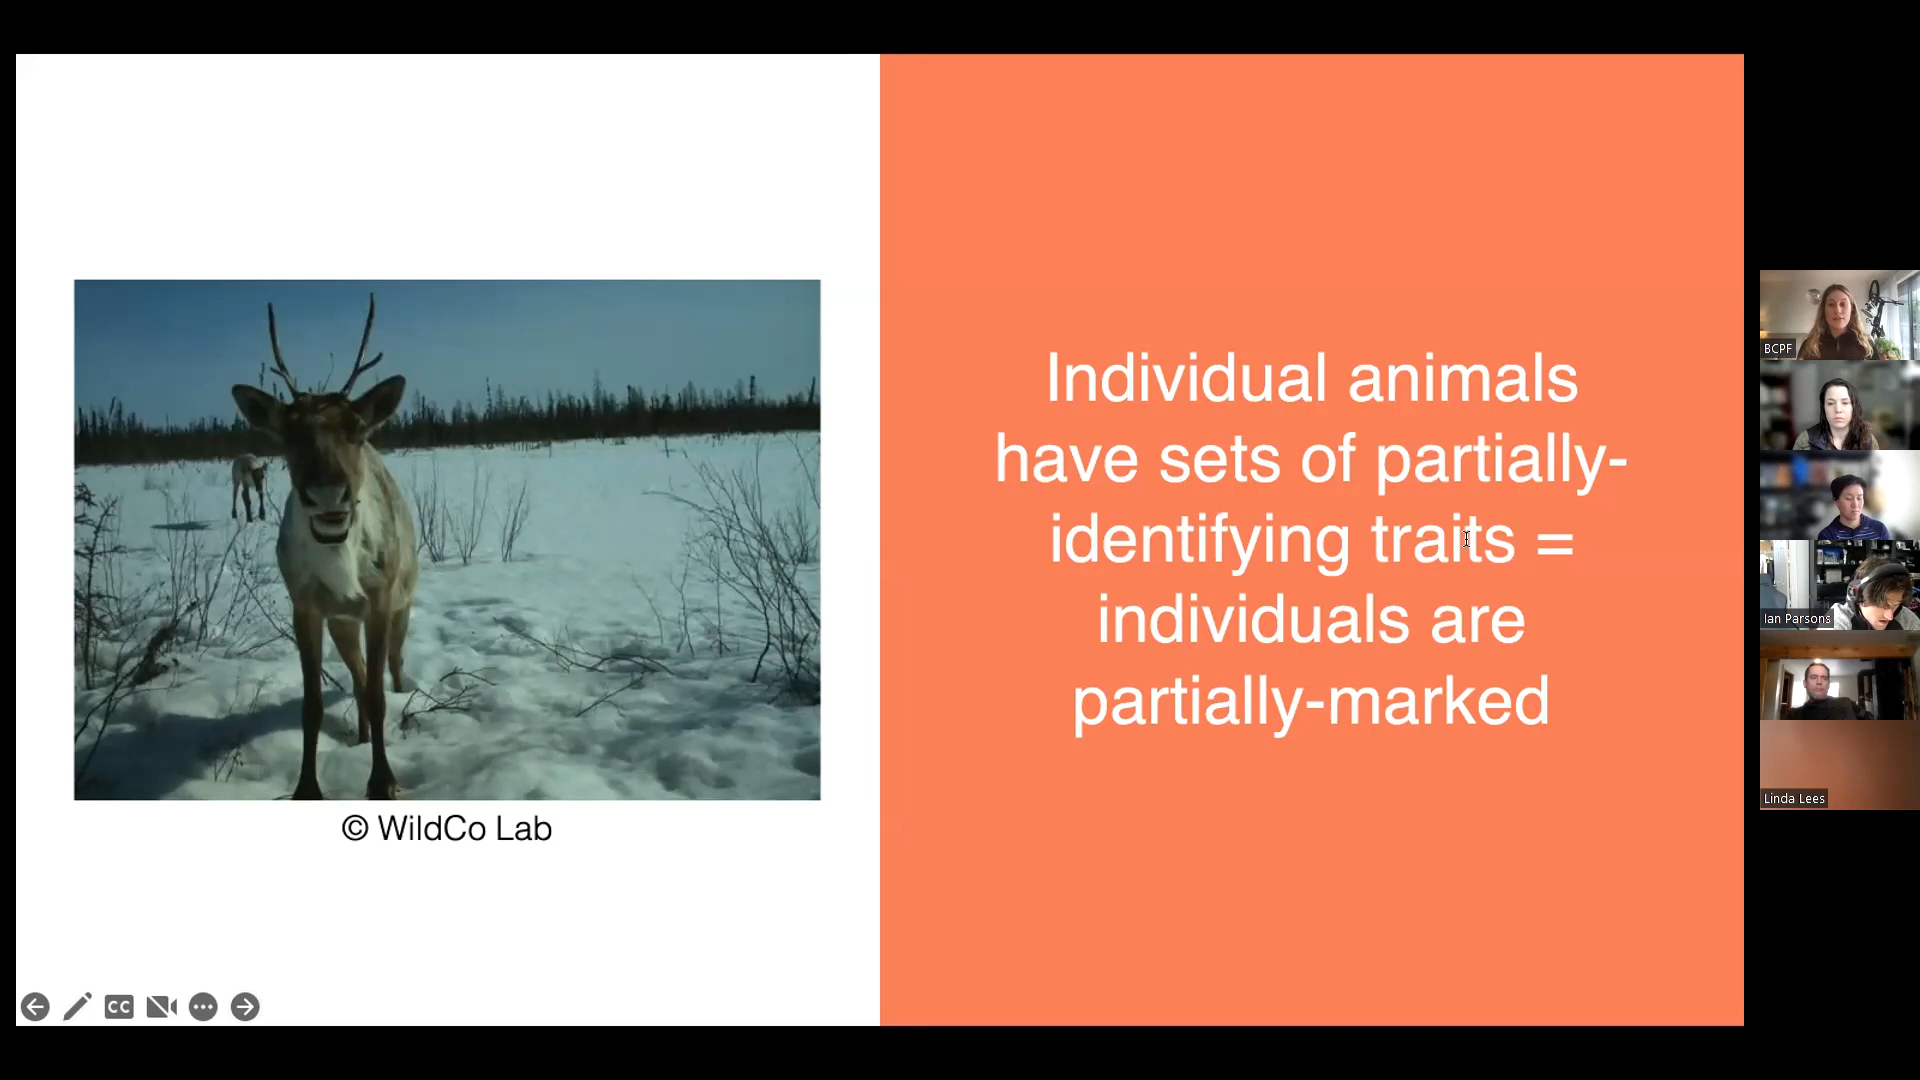 Individual animals
have sets of partially-
identifying traits =
individuals are
partially-marked
© WildCo Lab
CC
BCPF
Ian Parsons
Linda Lees